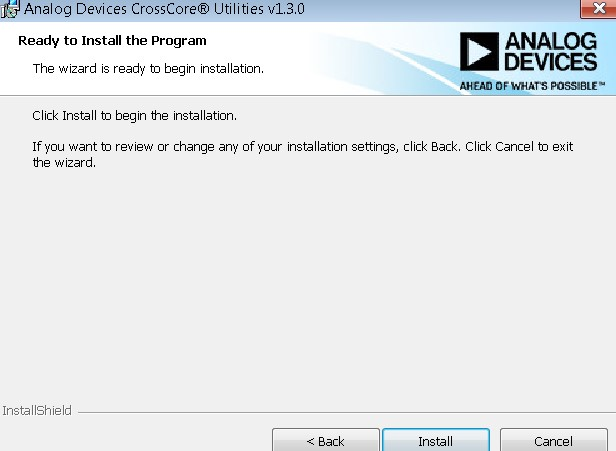 Analog Devices CrossCore® Utilities v1.3.0
Ready to Install the Program
The wizard is ready to begin installation.
ANALOG
DEVICES
AHEAD OF WHAT'S POSSIBLE™
Click Install to begin the installation.
If you want to review or change any of your installation settings, click Back. Click Cancel to exit
the wizard.
InstallShield
< Back Install Cancel